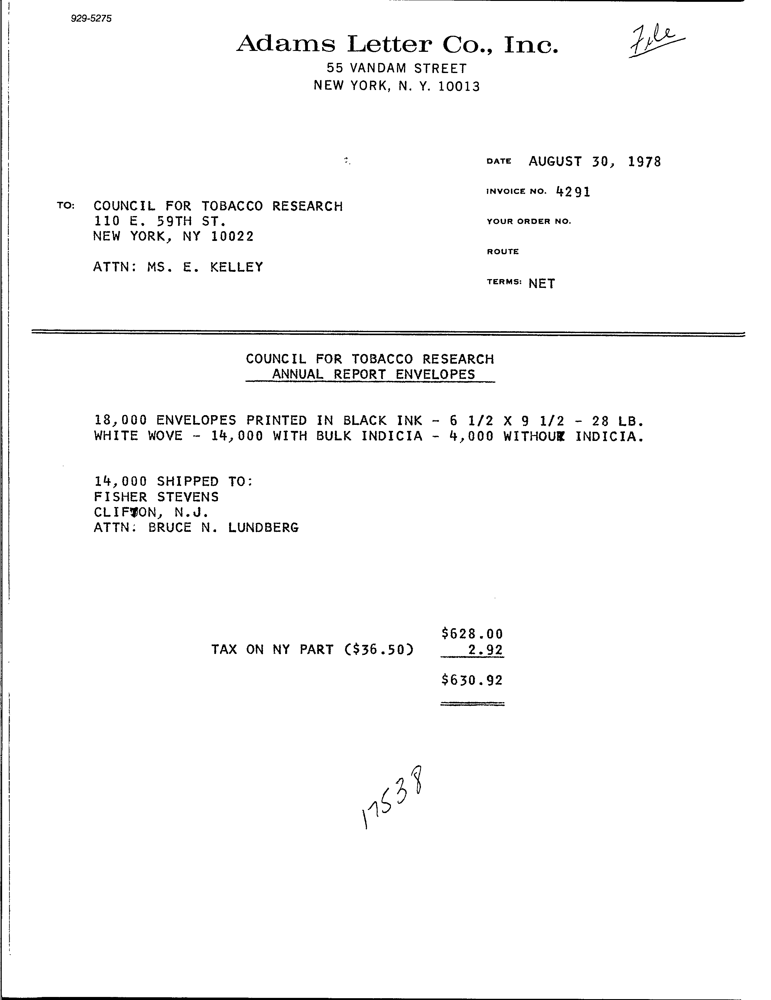 929-5275
File
Adams Letter Co., Inc.
55 VANDAM STREET
NEW YORK, N. Y. 10013
DATE AUGUST 30, 1978
INVOICE NO. 4291
TO: COUNCIL FOR TOBACCO RESEARCH
110 E. 59TH ST.
NEW YORK, NY 10022
YOUR ORDER NO.
ROUTE
ATTN: MS. E. KELLEY
TERMS: NET
COUNCIL FOR TOBACCO RESEARCH
ANNUAL REPORT ENVELOPES
18,000 ENVELOPES PRINTED IN BLACK INK - 6 1/2 X 9 1/2 - 28 LB.
WHITE WOVE - 14,000 WITH BULK INDICIA - 4,000 WITHOUT INDICIA.
14,000 SHIPPED TO:
FISHER STEVENS
CLIFTON, N.J.
ATTN: BRUCE N. LUNDBERG
$628.00
TAX ON NY PART ($36.50) 2.92
$630.92
17538